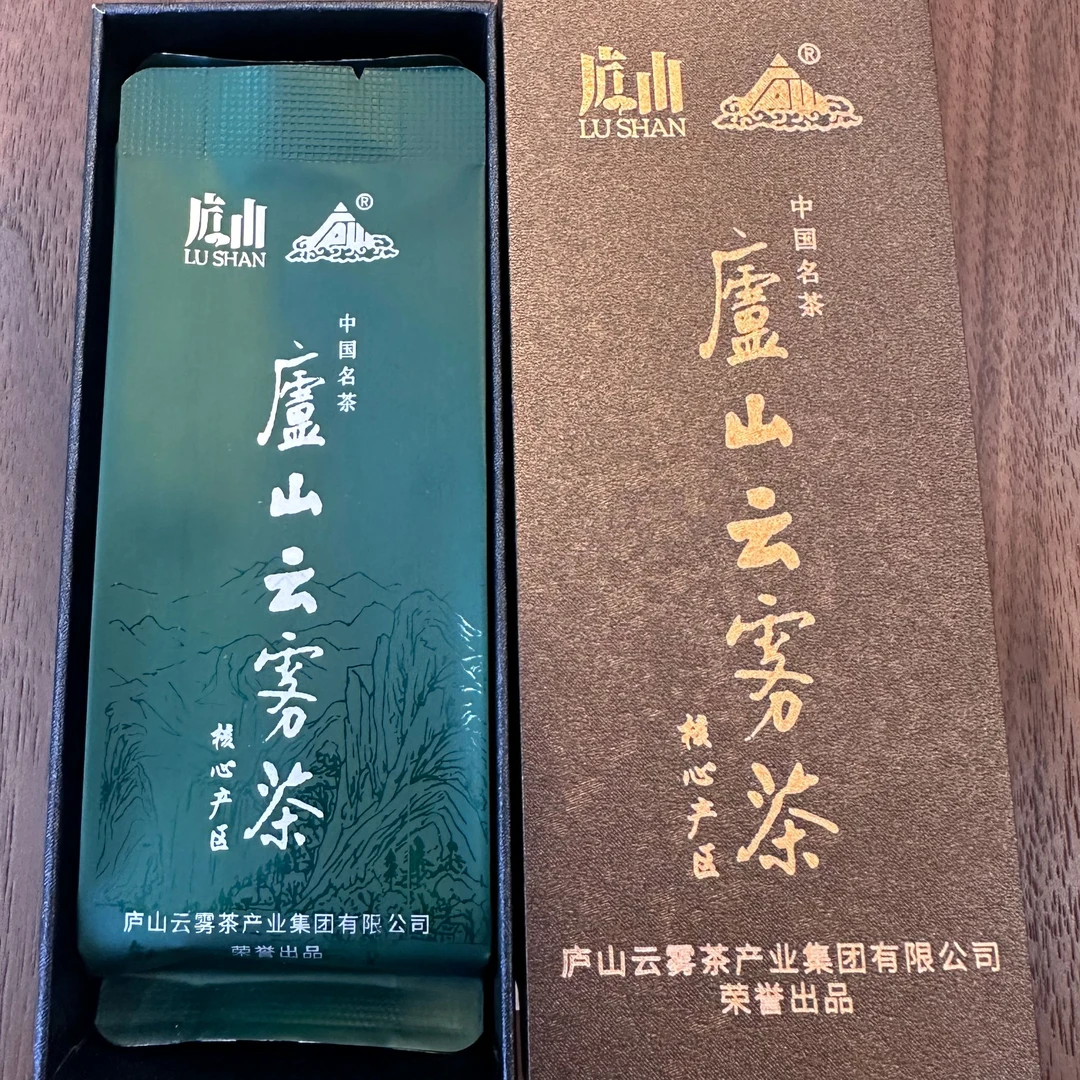 庐山
LU SHAN
®
中国名茶
廬山云雾茶
核心产区
庐山云雾茶产业集团有限公司
荣誉出品
庐山
LU SHAN
®
中国名茶
廬山云雾茶
核心产区
庐山云雾茶产业集团有限公司
荣誉出品